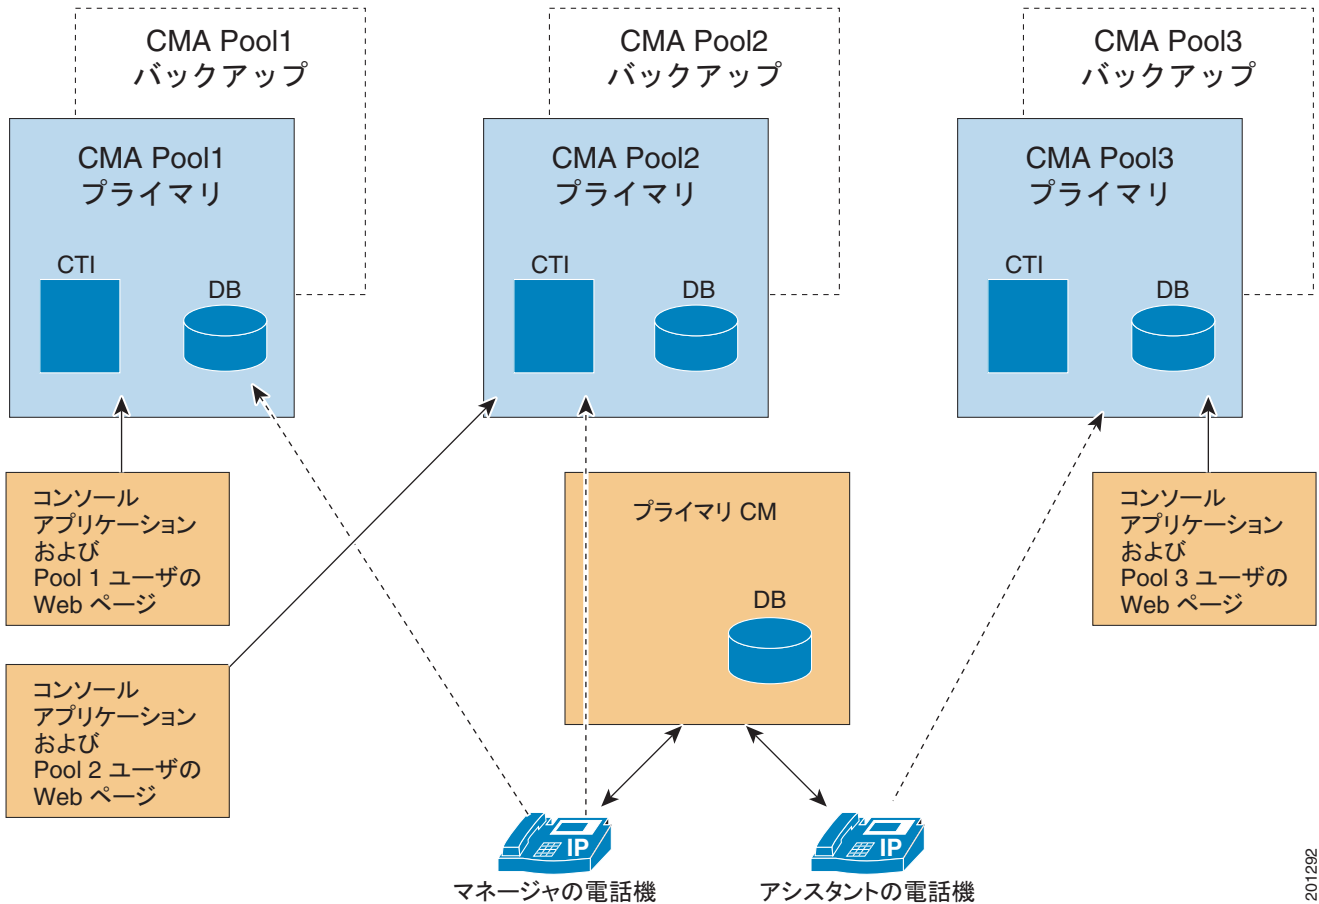 CMA Pool1
バックアップ
CMA Pool2
バックアップ
CMA Pool3
バックアップ
CMA Pool1
プライマリ
CTI
DB
CMA Pool2
プライマリ
CTI
DB
CMA Pool3
プライマリ
CTI
DB
コンソール
アプリケーション
および
Pool 1 ユーザの
Web ページ
プライマリ CM
DB
コンソール
アプリケーション
および
Pool 3 ユーザの
Web ページ
コンソール
アプリケーション
および
Pool 2 ユーザの
Web ページ
IP
マネージャの電話機
IP
アシスタントの電話機
201292